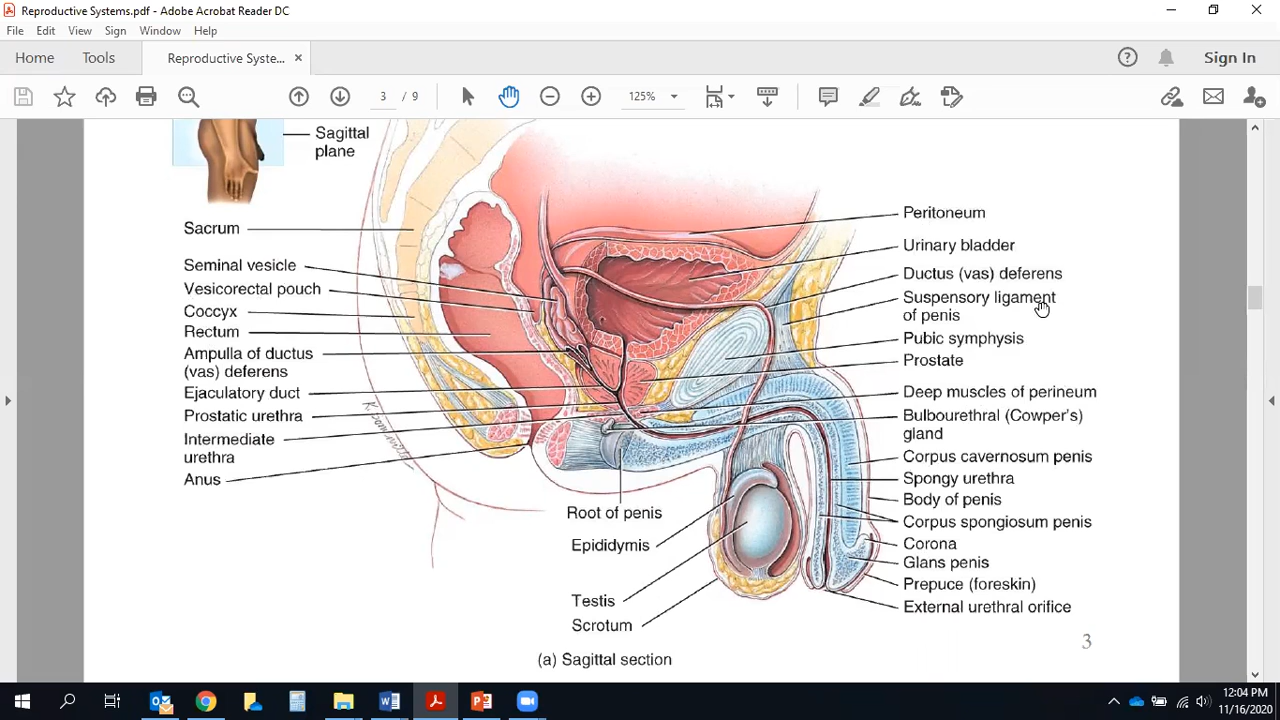 Reproductive Systems.pdf - Adobe Acrobat Reader DC
File Edit View Sign Window Help
Home Tools Reproductive Syste... ×
Sign In
3 / 9
125%
Sagittal
plane
Sacrum
Seminal vesicle
Vesicorectal pouch
Coccyx
Rectum
Ampulla of ductus
(vas) deferens
Ejaculatory duct
Prostatic urethra
Intermediate
urethra
Anus
Root of penis
Epididymis
Testis
Scrotum
Peritoneum
Urinary bladder
Ductus (vas) deferens
Suspensory ligament
of penis
Pubic symphysis
Prostate
Deep muscles of perineum
Bulbourethral (Cowper's)
gland
Corpus cavernosum penis
Spongy urethra
Body of penis
Corpus spongiosum penis
Corona
Glans penis
Prepuce (foreskin)
External urethral orifice
3
(a) Sagittal section
12:04 PM
11/16/2020